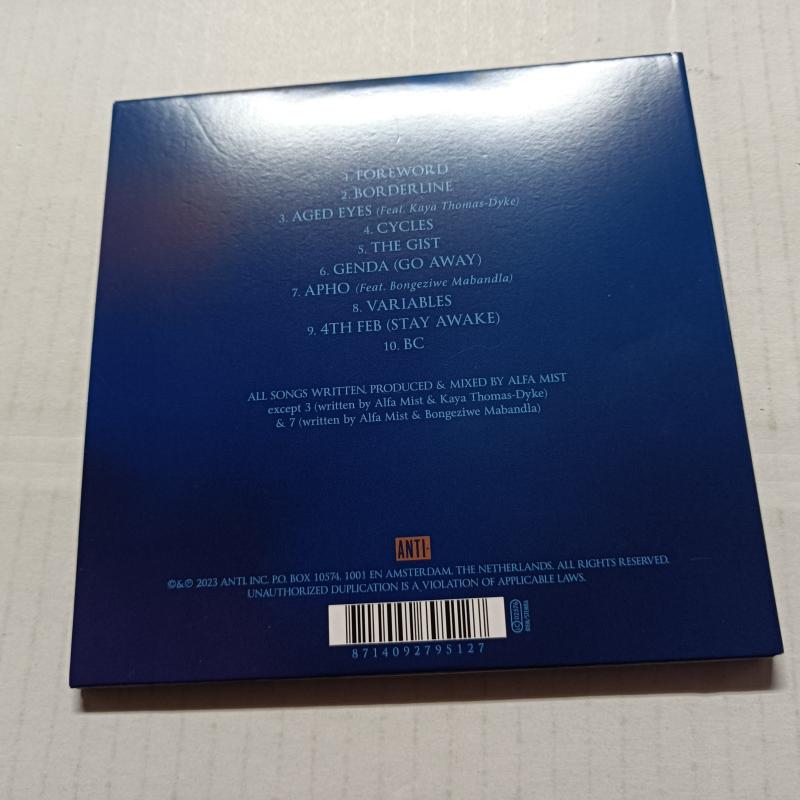 1. FOREWORD
2. BORDERLINE
3. AGED EYES (Feat. Kaya Thomas-Dyke)
4. CYCLES
5. THE GIST
6. GENDA (GO AWAY)
7. APHO (Feat. Bongeziwe Mabandla)
8. VARIABLES
9. 4TH FEB (STAY AWAKE)
10. BC
ALL SONGS WRITTEN, PRODUCED & MIXED BY ALFA MIST
except 3 (written by Alfa Mist & Kaya Thomas-Dyke)
& 7 (written by Alfa Mist & Bongeziwe Mabandla)
ANTI-
©&℗ 2023 ANTI, INC. P.O. BOX 10574, 1001 EN AMSTERDAM, THE NETHERLANDS. ALL RIGHTS RESERVED.
UNAUTHORIZED DUPLICATION IS A VIOLATION OF APPLICABLE LAWS.
8714092795127